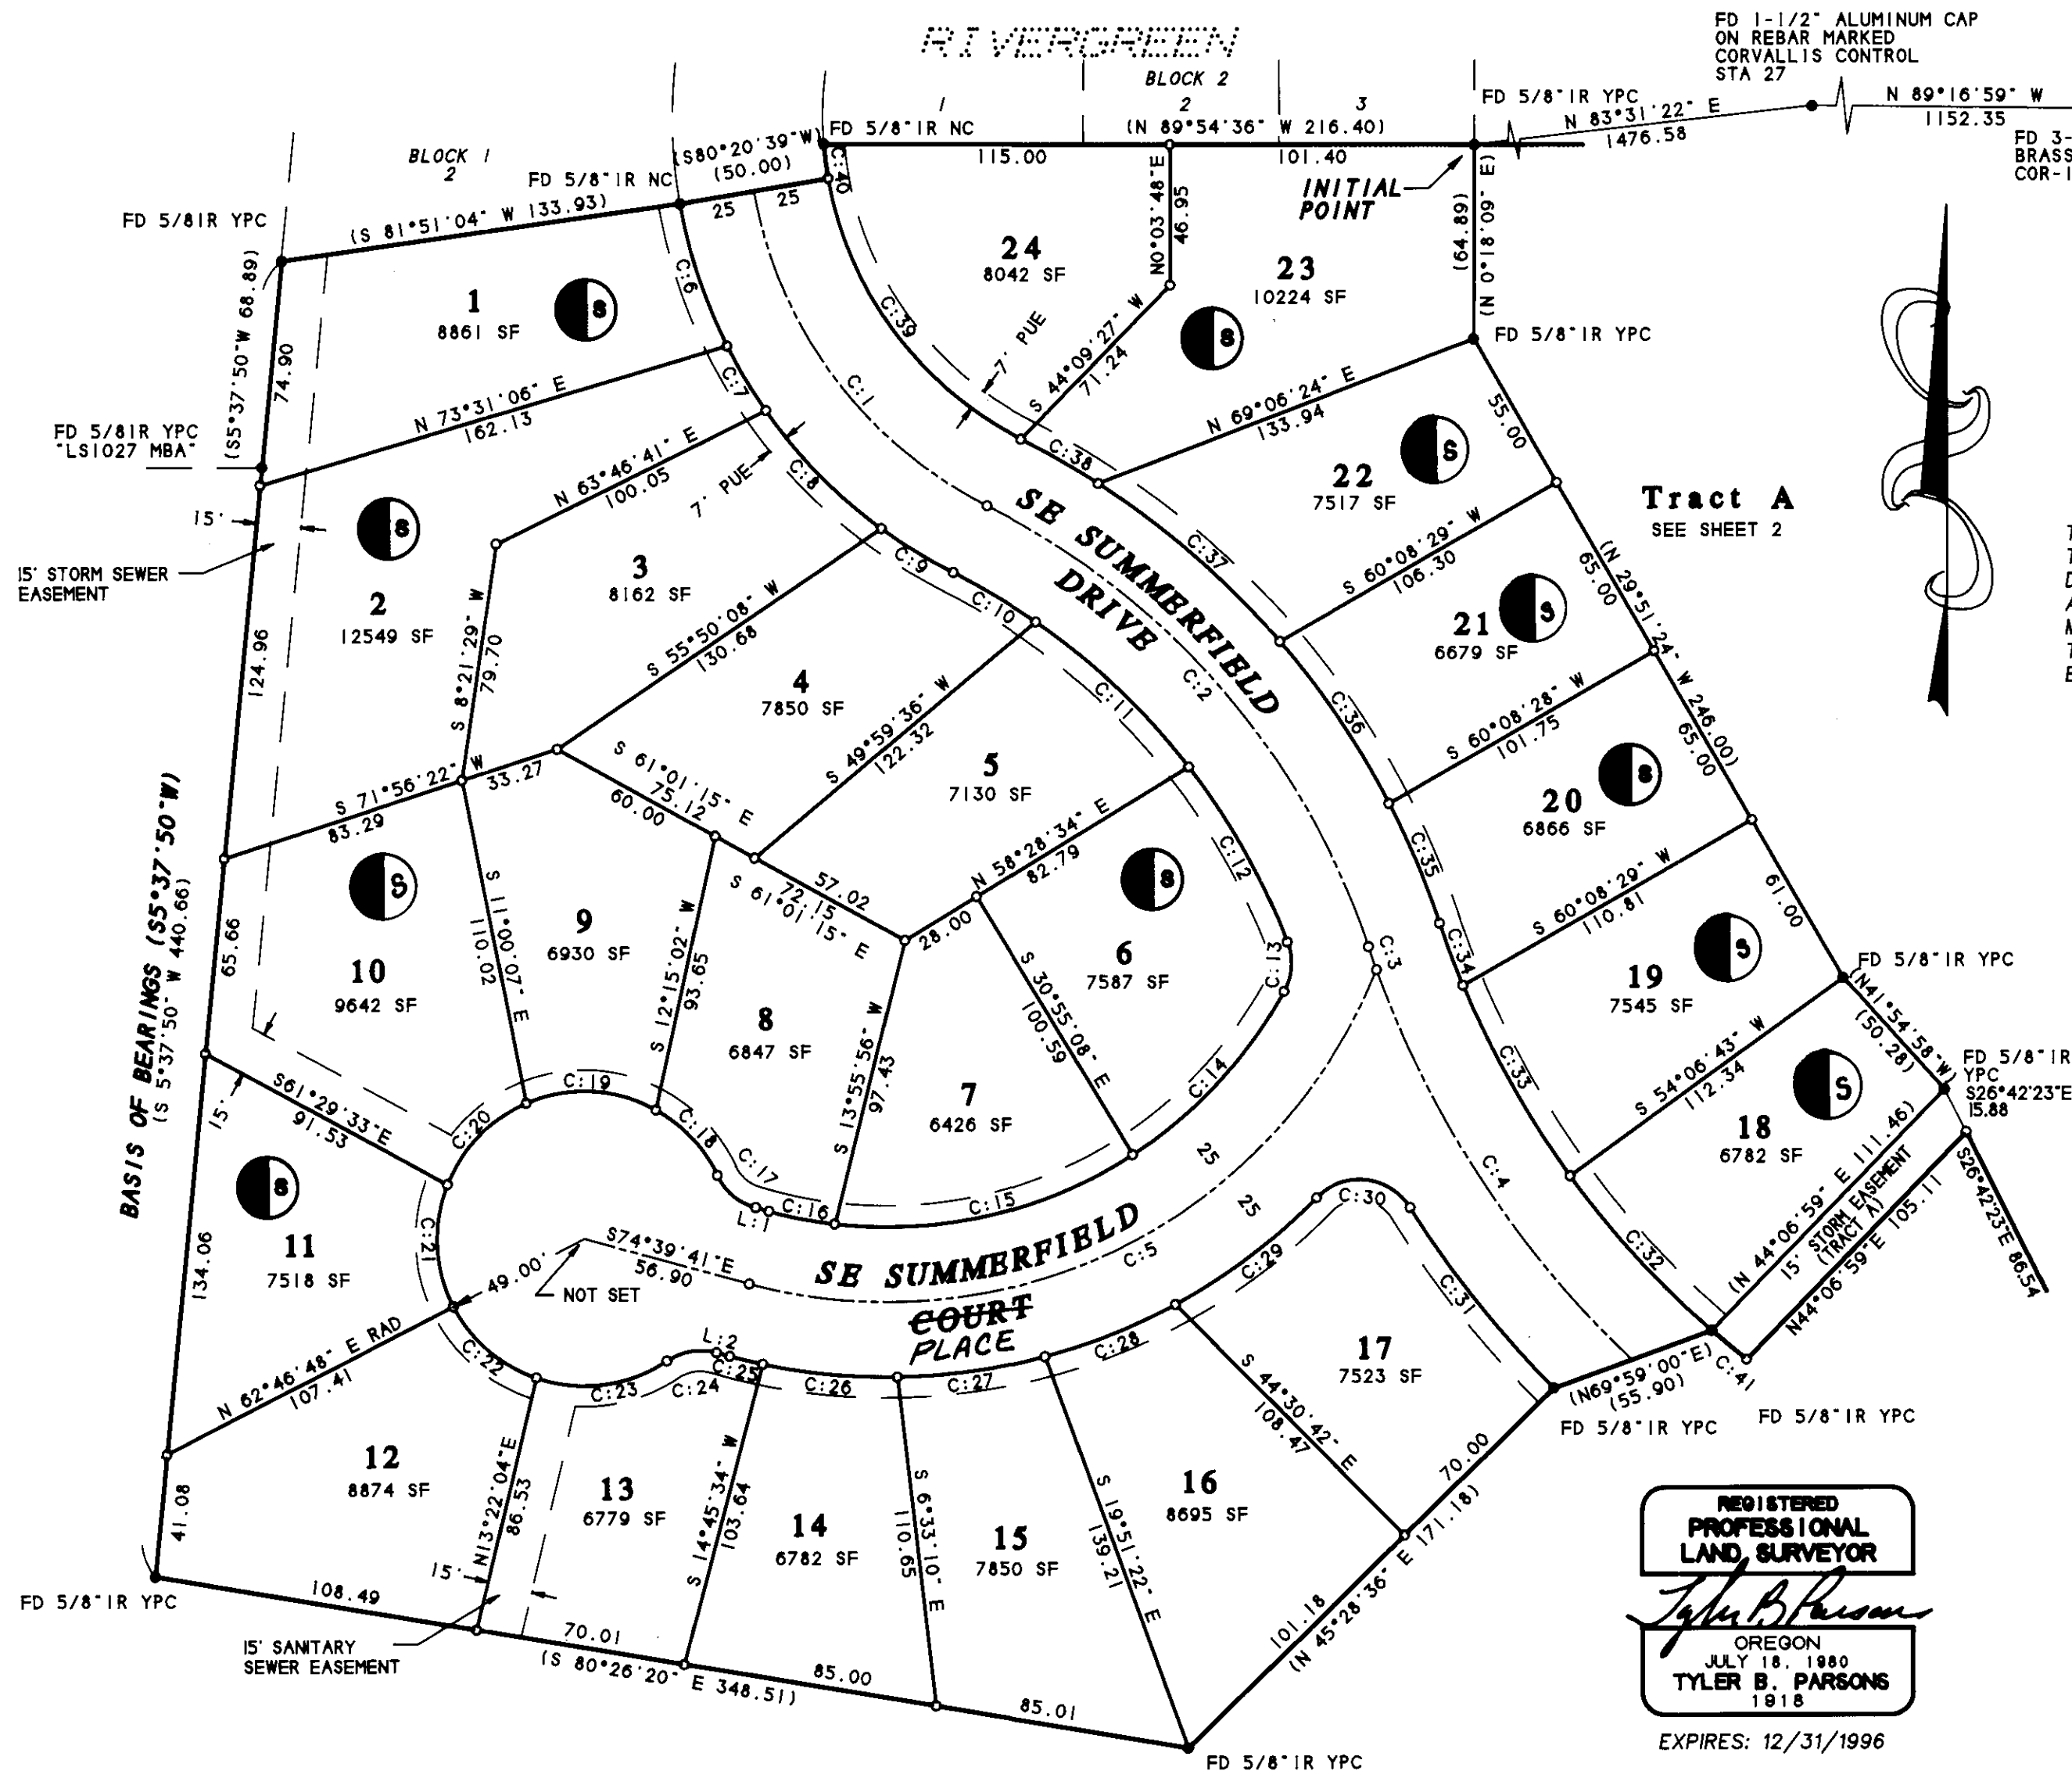 RIVERGREEN
BLOCK 2
1
2
3
FD 1-1/2" ALUMINUM CAP
ON REBAR MARKED
CORVALLIS CONTROL
STA 27
FD 5/8"IR YPC
N 83°31'22" E
1476.58
N 89°16'59" W
1152.35
FD 3-
BRASS
COR-1
FD 5/8"IR NC
(N 89°54'36" W 216.40)
115.00
101.40
INITIAL
POINT
(N 0°18'09" E)
(64.89)
BLOCK 1
2
FD 5/8"IR NC
(S80°20'39"W)
(50.00)
25
25
C:40
FD 5/8IR YPC
(S 81°51'04" W 133.93)
(S5°37'50"W 68.89)
74.90
1
8861 SF
S
C:6
C:1
C:39
24
8042 SF
7' PUE
N0°03'48"E
46.95
S 44°09'27" W
71.24
23
10224 SF
S
FD 5/8"IR YPC
N 69°06'24" E
133.94
55.00
FD 5/8IR YPC
"LS1027 MBA"
N 73°31'06" E
162.13
C:7
N 63°46'41" E
100.05
7' PUE
C:8
C:38
22
7517 SF
S
Tract A
SEE SHEET 2
15'
15' STORM SEWER
EASEMENT
S
2
12549 SF
124.96
S 8°21'29" W
79.70
3
8162 SF
C:9
C:10
SE SUMMERFIELD
DRIVE
C:2
C:37
S 60°08'29" W
106.30
(N 29°51'24" W 246.00)
65.00
21
6679 SF
S
S 55°50'08" W
130.68
4
7850 SF
S 49°59'36" W
122.32
C:11
C:36
S 60°08'28" W
101.75
65.00
20
6866 SF
S
S 71°56'22" W
83.29
33.27
S 61°01'15" E
75.12
60.00
5
7130 SF
N 58°28'34" E
82.79
28.00
C:12
C:35
S 60°08'29" W
110.81
61.00
BASIS OF BEARINGS (S5°37'50"W)
(S 5°37'50" W 440.66)
65.66
S
10
9642 SF
S 11°00'07" E
110.02
9
6930 SF
S 12°15'02" W
93.65
57.02
72.15
S 61°01'15" E
8
6847 SF
S
6
7587 SF
C:13
C:3
C:34
19
7545 SF
S
FD 5/8"IR YPC
(N41°54'58"W)
(50.28)
FD 5/8"IR
YPC
S26°42'23"E
15.88
S 13°55'56" W
97.43
7
6426 SF
S 30°55'08" E
100.59
C:14
C:33
S 54°06'43" W
112.34
18
6782 SF
S
15'
S61°29'33"E
91.53
C:20
C:19
C:18
C:17
L:1
C:16
C:15
25
25
C:4
C:32
(N 44°06'59" E 111.46)
15' STORM EASEMENT
(TRACT A)
N44°06'59"E 105.11
S26°42'23"E 86.54
S
11
7518 SF
134.06
C:21
49.00'
NOT SET
S74°39'41"E
56.90
SE SUMMERFIELD
COURT
PLACE
C:5
C:29
C:30
C:31
C:41
(N69°59'00"E)
(55.90)
FD 5/8"IR YPC
FD 5/8"IR YPC
N 62°46'48" E RAD
107.41
C:22
C:23
C:24
L:2
C:25
C:26
C:27
C:28
17
7523 SF
S 44°30'42" E
108.47
70.00
12
8874 SF
41.08
N13°22'04"E
86.53
15'
13
6779 SF
S 14°45'34" W
103.64
14
6782 SF
S 6°33'10" E
110.65
15
7850 SF
S 19°51'22" E
139.21
16
8695 SF
101.18
(N 45°28'36" E 171.18)
FD 5/8"IR YPC
108.49
15' SANITARY
SEWER EASEMENT
70.01
(S 80°26'20" E 348.51)
85.00
85.01
FD 5/8"IR YPC
REGISTERED
PROFESSIONAL
LAND SURVEYOR
Tyler B Parsons
OREGON
JULY 18, 1980
TYLER B. PARSONS
1918
EXPIRES: 12/31/1996